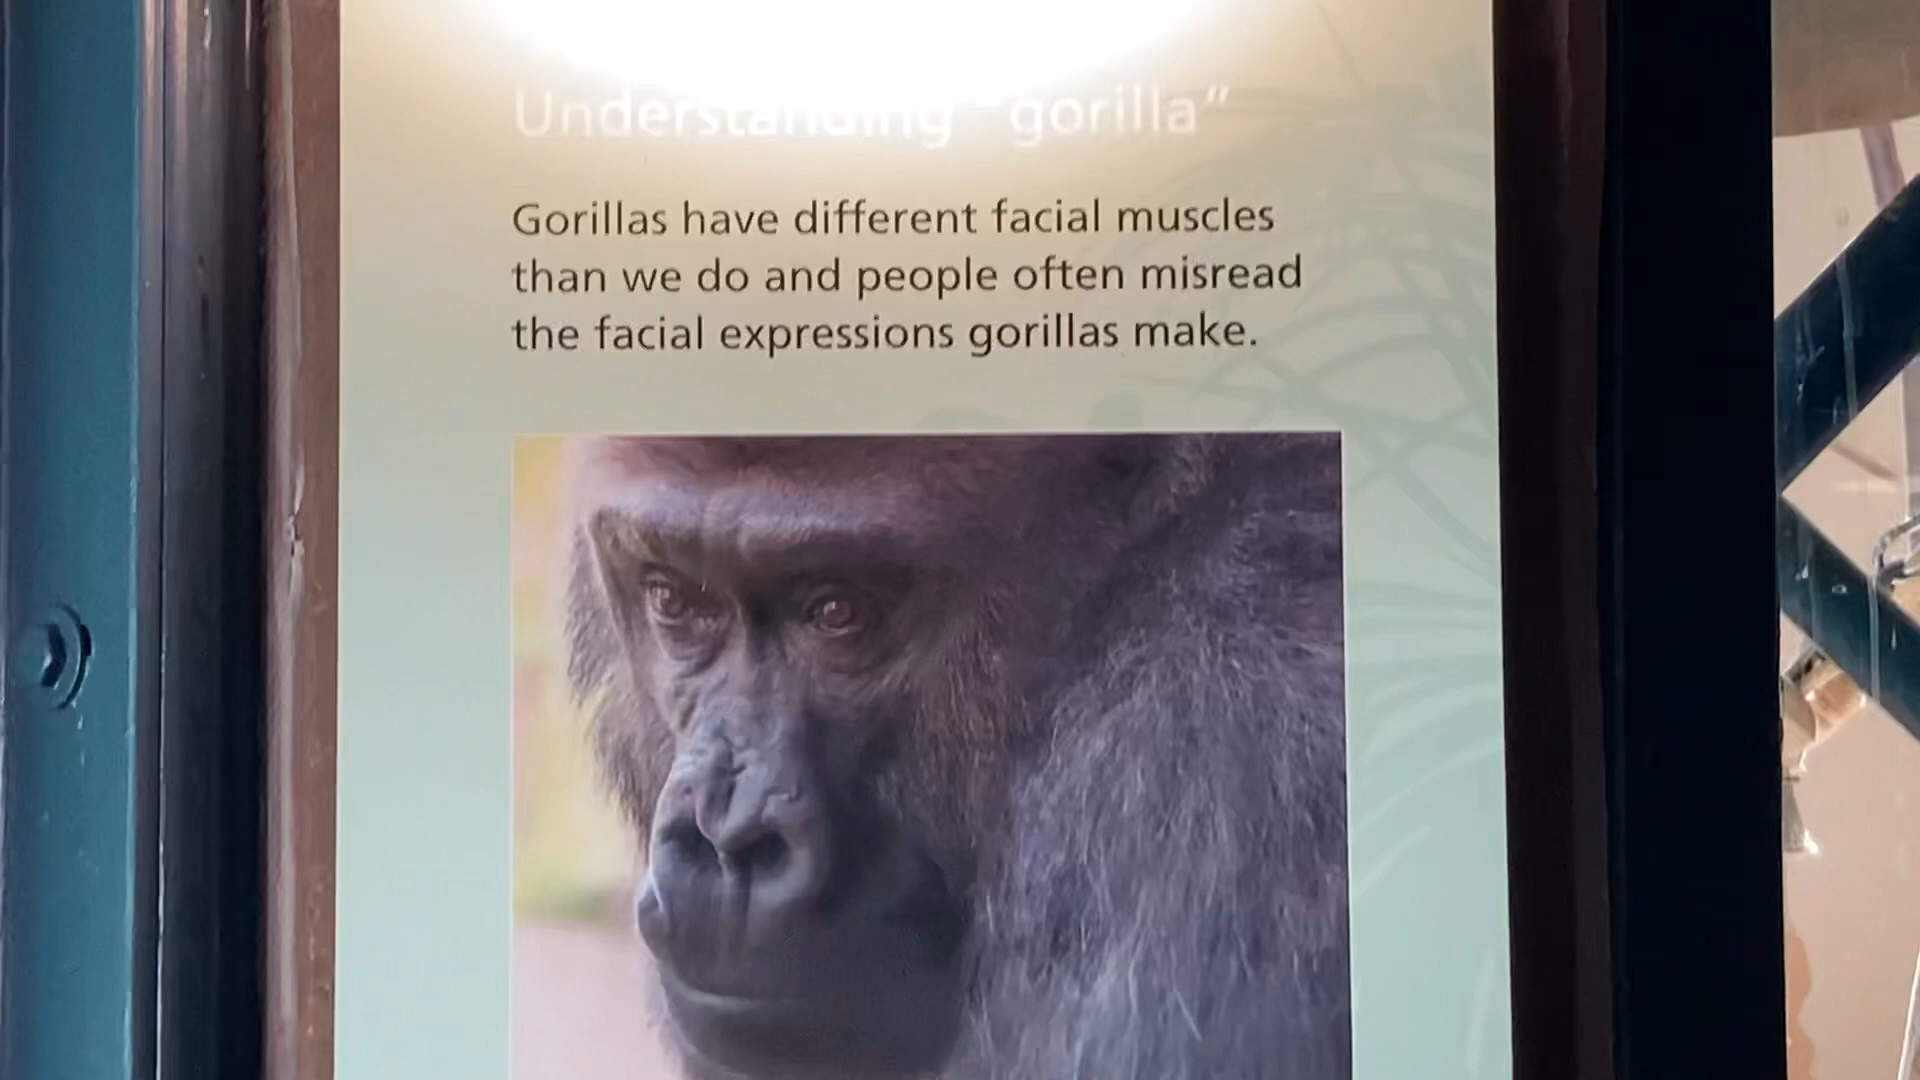 Understanding "gorilla"
Gorillas have different facial muscles
than we do and people often misread
the facial expressions gorillas make.